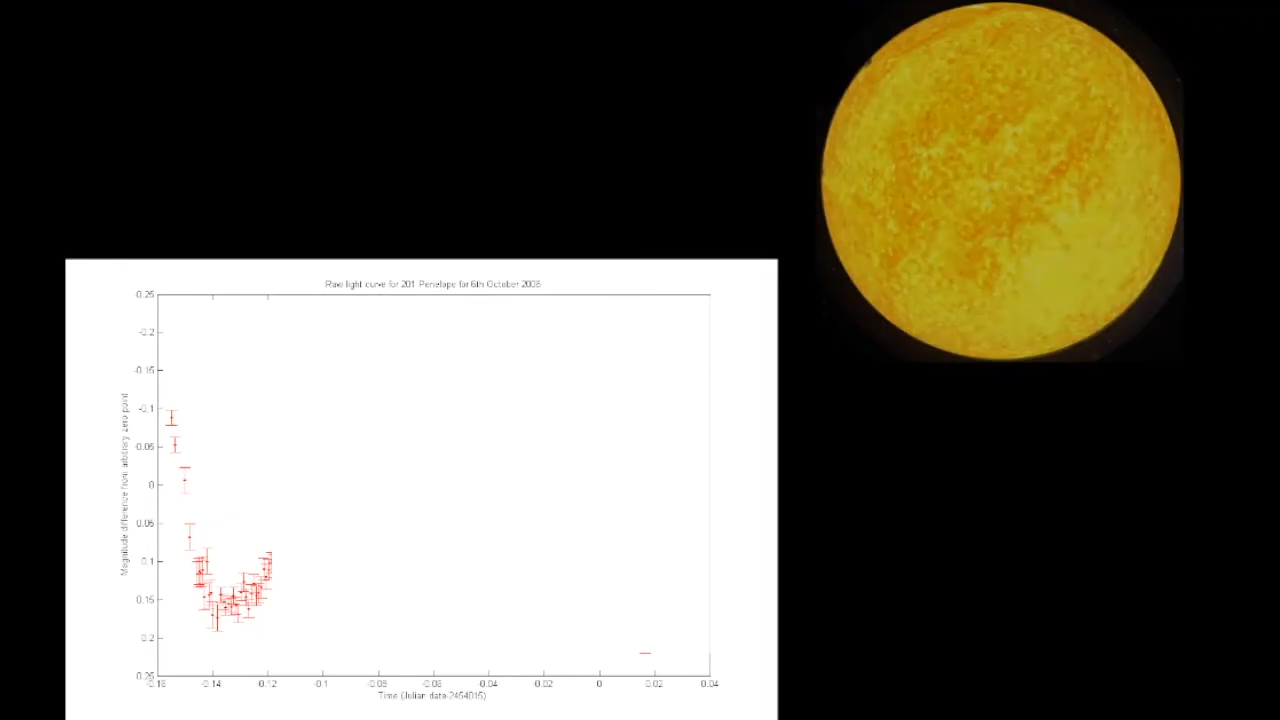 Raw light curve for 201 Penelope for 6th October 2006
-0.25
-0.2
-0.15
-0.1
-0.05
0
0.05
0.1
0.15
0.2
0.25
Magnitude difference from arbitrary zero point
-0.16 -0.14 -0.12 -0.1 -0.08 -0.06 -0.04 -0.02 0 0.02 0.04
Time (Julian date-2454015)